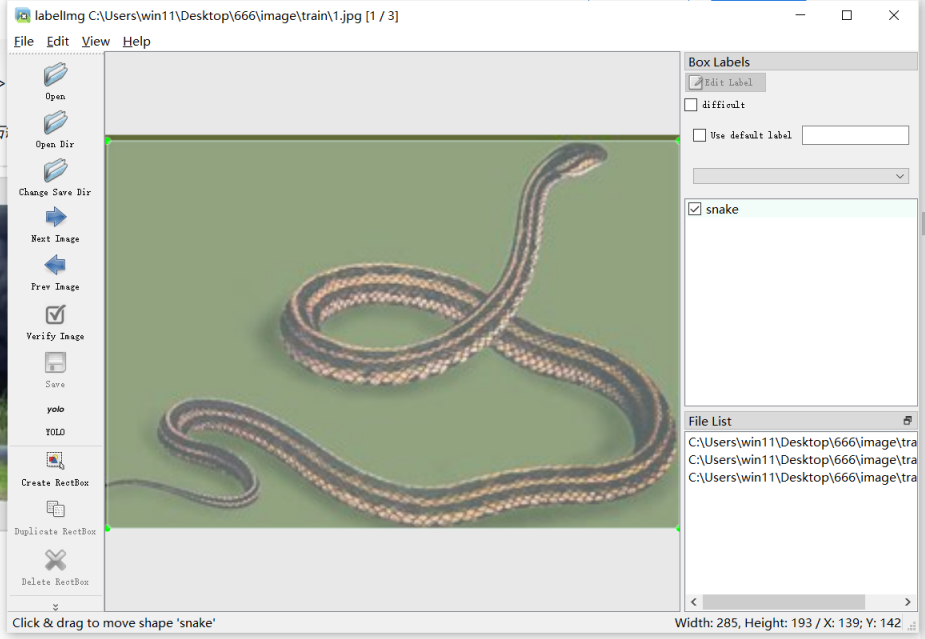 labelImg C:\Users\win11\Desktop\666\image\train\1.jpg [1 / 3]
File Edit View Help
Open
Open Dir
Change Save Dir
Next Image
Prev Image
Verify Image
Save
yolo
YOLO
Create RectBox
Duplicate RectBox
Delete RectBox
Box Labels
Edit Label
difficult
Use default label
snake
File List
C:\Users\win11\Desktop\666\image\tra
C:\Users\win11\Desktop\666\image\tra
C:\Users\win11\Desktop\666\image\tra
Click & drag to move shape 'snake'
Width: 285, Height: 193 / X: 139; Y: 142